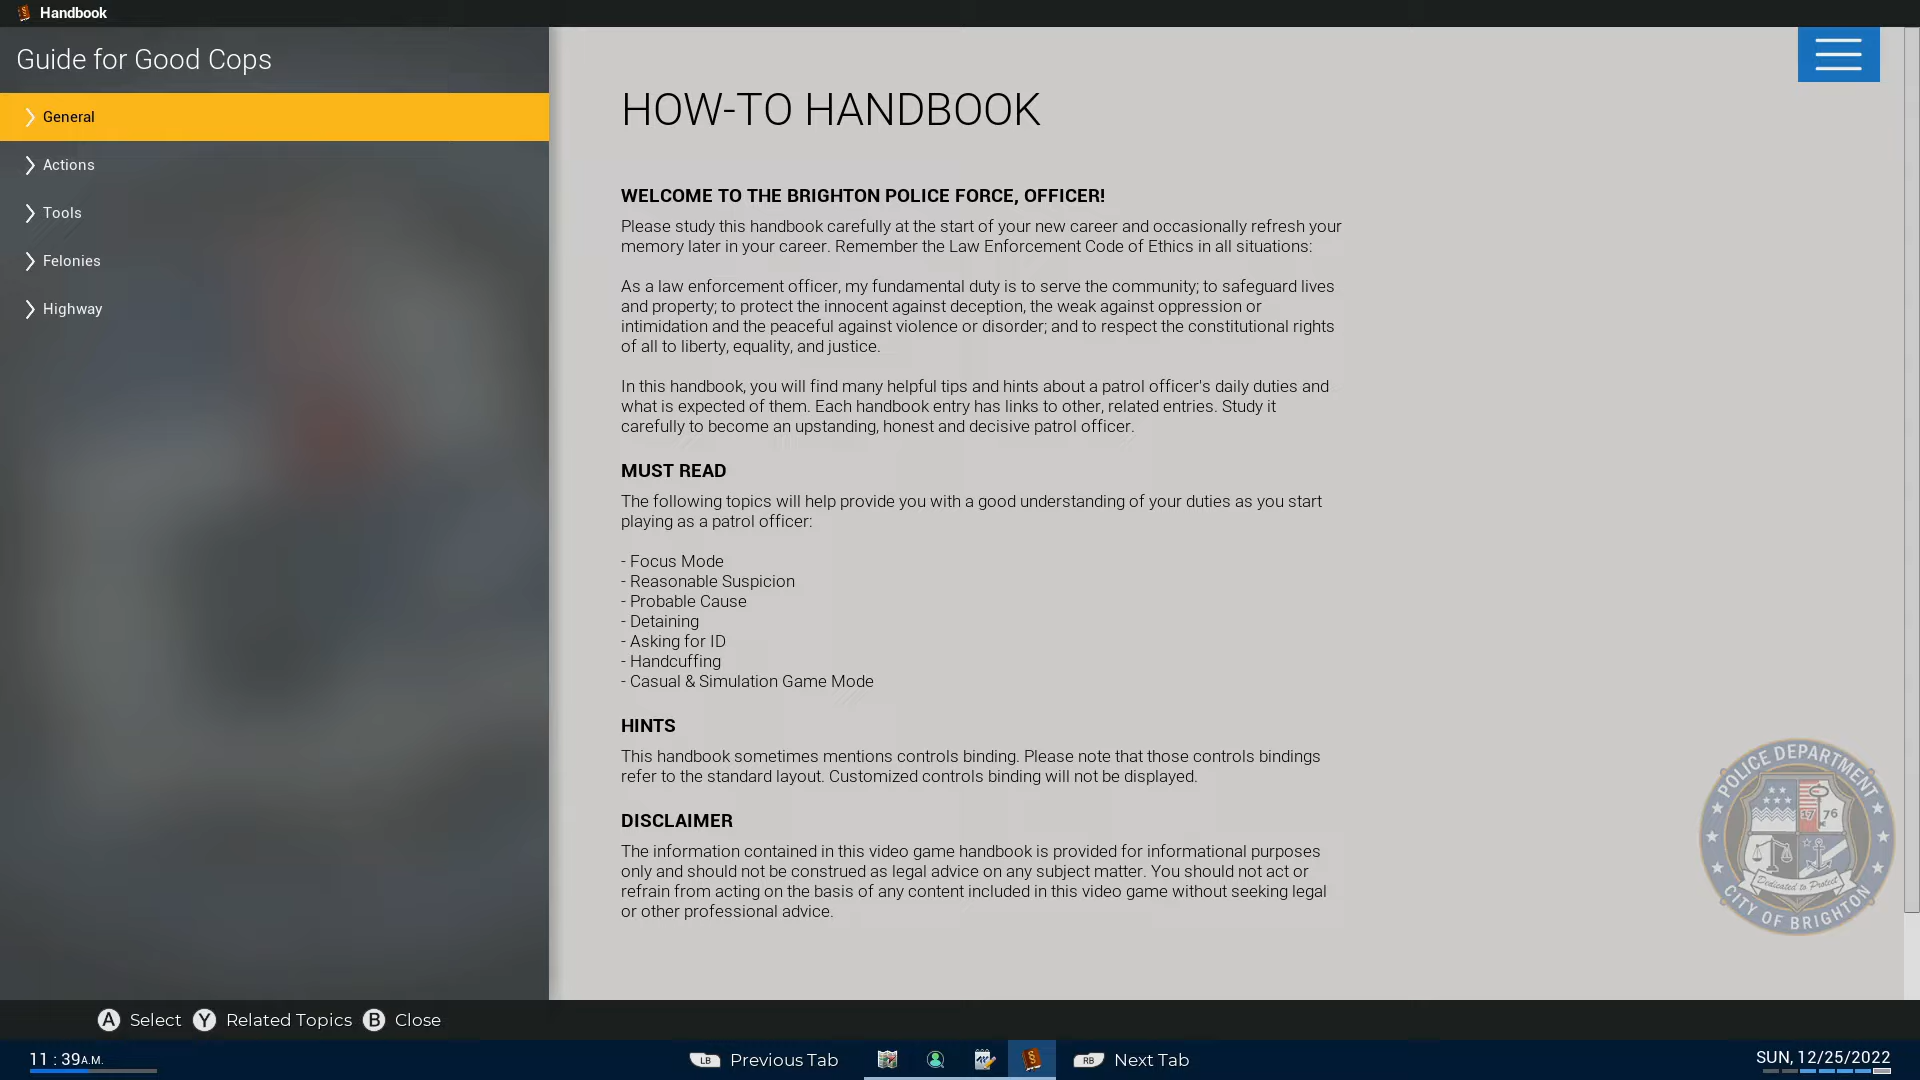 Handbook
Guide for Good Cops
General
Actions
Tools
Felonies
Highway
HOW-TO HANDBOOK
WELCOME TO THE BRIGHTON POLICE FORCE, OFFICER!
Please study this handbook carefully at the start of your new career and occasionally refresh your
memory later in your career. Remember the Law Enforcement Code of Ethics in all situations:
As a law enforcement officer, my fundamental duty is to serve the community; to safeguard lives
and property; to protect the innocent against deception, the weak against oppression or
intimidation and the peaceful against violence or disorder; and to respect the constitutional rights
of all to liberty, equality, and justice.
In this handbook, you will find many helpful tips and hints about a patrol officer's daily duties and
what is expected of them. Each handbook entry has links to other, related entries. Study it
carefully to become an upstanding, honest and decisive patrol officer.
MUST READ
The following topics will help provide you with a good understanding of your duties as you start
playing as a patrol officer:
- Focus Mode
- Reasonable Suspicion
- Probable Cause
- Detaining
- Asking for ID
- Handcuffing
- Casual & Simulation Game Mode
HINTS
This handbook sometimes mentions controls binding. Please note that those controls bindings
refer to the standard layout. Customized controls binding will not be displayed.
DISCLAIMER
The information contained in this video game handbook is provided for informational purposes
only and should not be construed as legal advice on any subject matter. You should not act or
refrain from acting on the basis of any content included in this video game without seeking legal
or other professional advice.
POLICE DEPARTMENT
17 76
Dedicated to Protect
CITY OF BRIGHTON
A Select Y Related Topics B Close
11 : 39 A.M.
LB Previous Tab
RB Next Tab
SUN, 12/25/2022